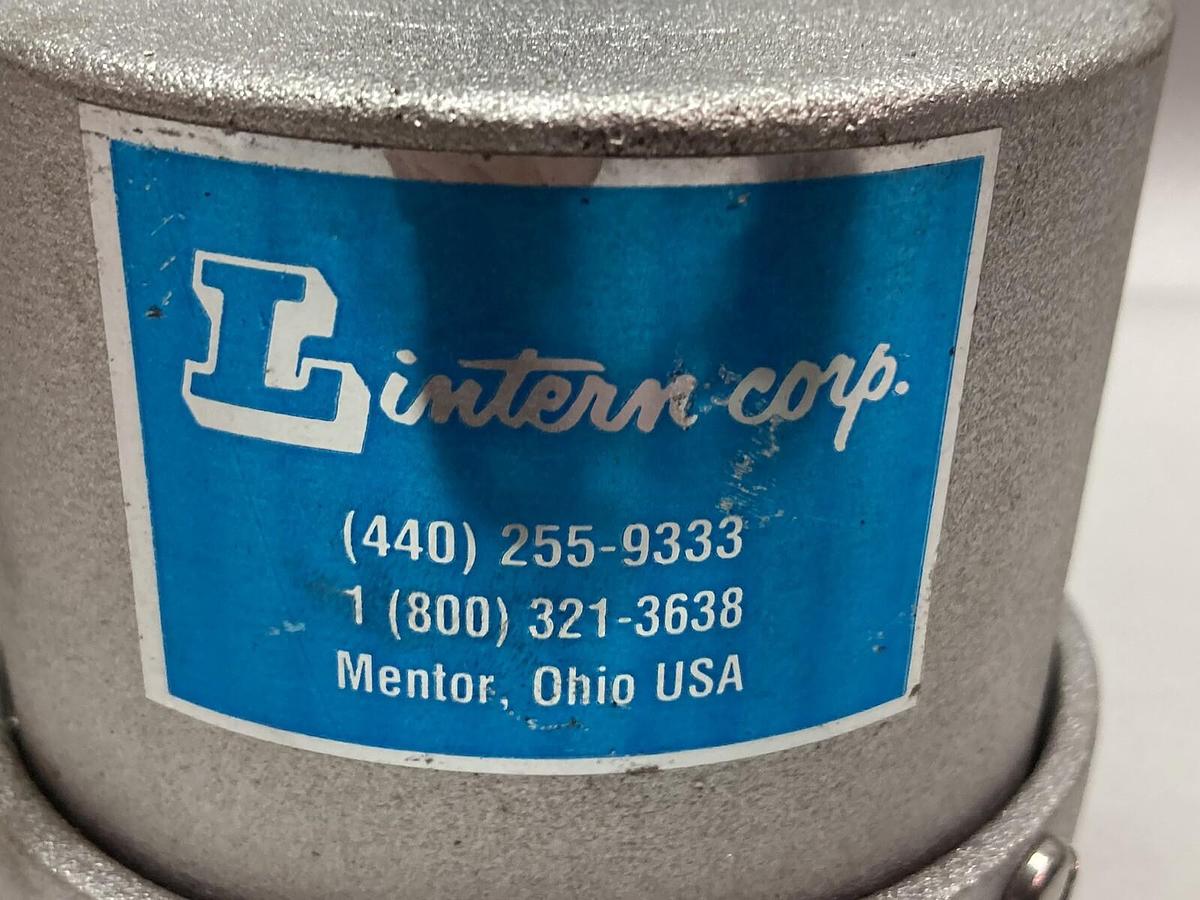 Lintern corp.
(440) 255-9333
1 (800) 321-3638
Mentor, Ohio USA